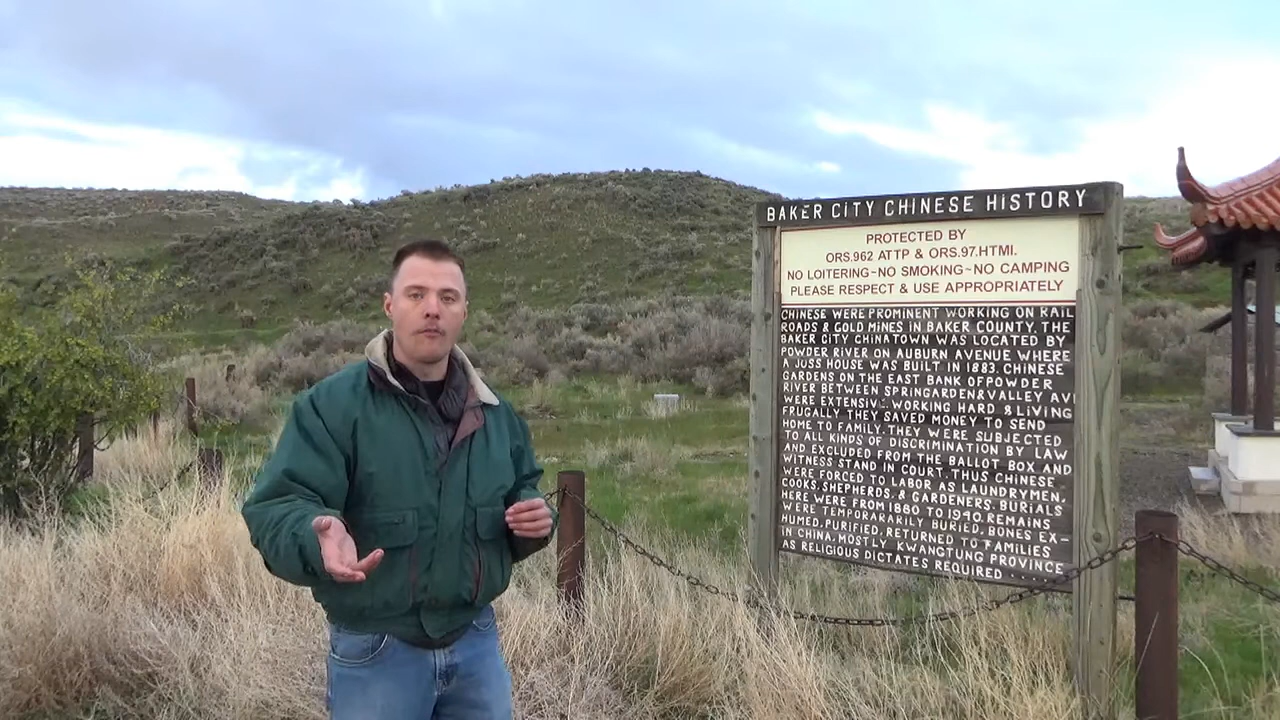 BAKER CITY CHINESE HISTORY
PROTECTED BY
ORS.962 ATTP & ORS.97.HTMI.
NO LOITERING~NO SMOKING~NO CAMPING
PLEASE RESPECT & USE APPROPRIATELY
CHINESE WERE PROMINENT WORKING ON RAIL
ROADS & GOLD MINES IN BAKER COUNTY. THE
BAKER CITY CHINATOWN WAS LOCATED BY
POWDER RIVER ON AUBURN AVENUE WHERE
A JOSS HOUSE WAS BUILT IN 1883. CHINESE
GARDENS ON THE EAST BANK OF POWDER
RIVER BETWEEN SPRINGARDEN & VALLEY AV
WERE EXTENSIV. WORKING HARD & LIVING
FRUGALLY THEY SAVED MONEY TO SEND
HOME TO FAMILY. THEY WERE SUBJECTED
TO ALL KINDS OF DISCRIMINATION BY LAW
AND EXCLUDED FROM THE BALLOT BOX AND
WITNESS STAND IN COURT. THUS CHINESE
WERE FORCED TO LABOR AS LAUNDRYMEN,
COOKS, SHEPHERDS, & GARDENERS. BURIALS
HERE WERE FROM 1880 TO 1940. REMAINS
WERE TEMPORARARILY BURIED, BONES EX-
HUMED, PURIFIED, RETURNED TO FAMILIES
IN CHINA, MOSTLY KWANGTUNG PROVINCE
AS RELIGIOUS DICTATES REQUIRED